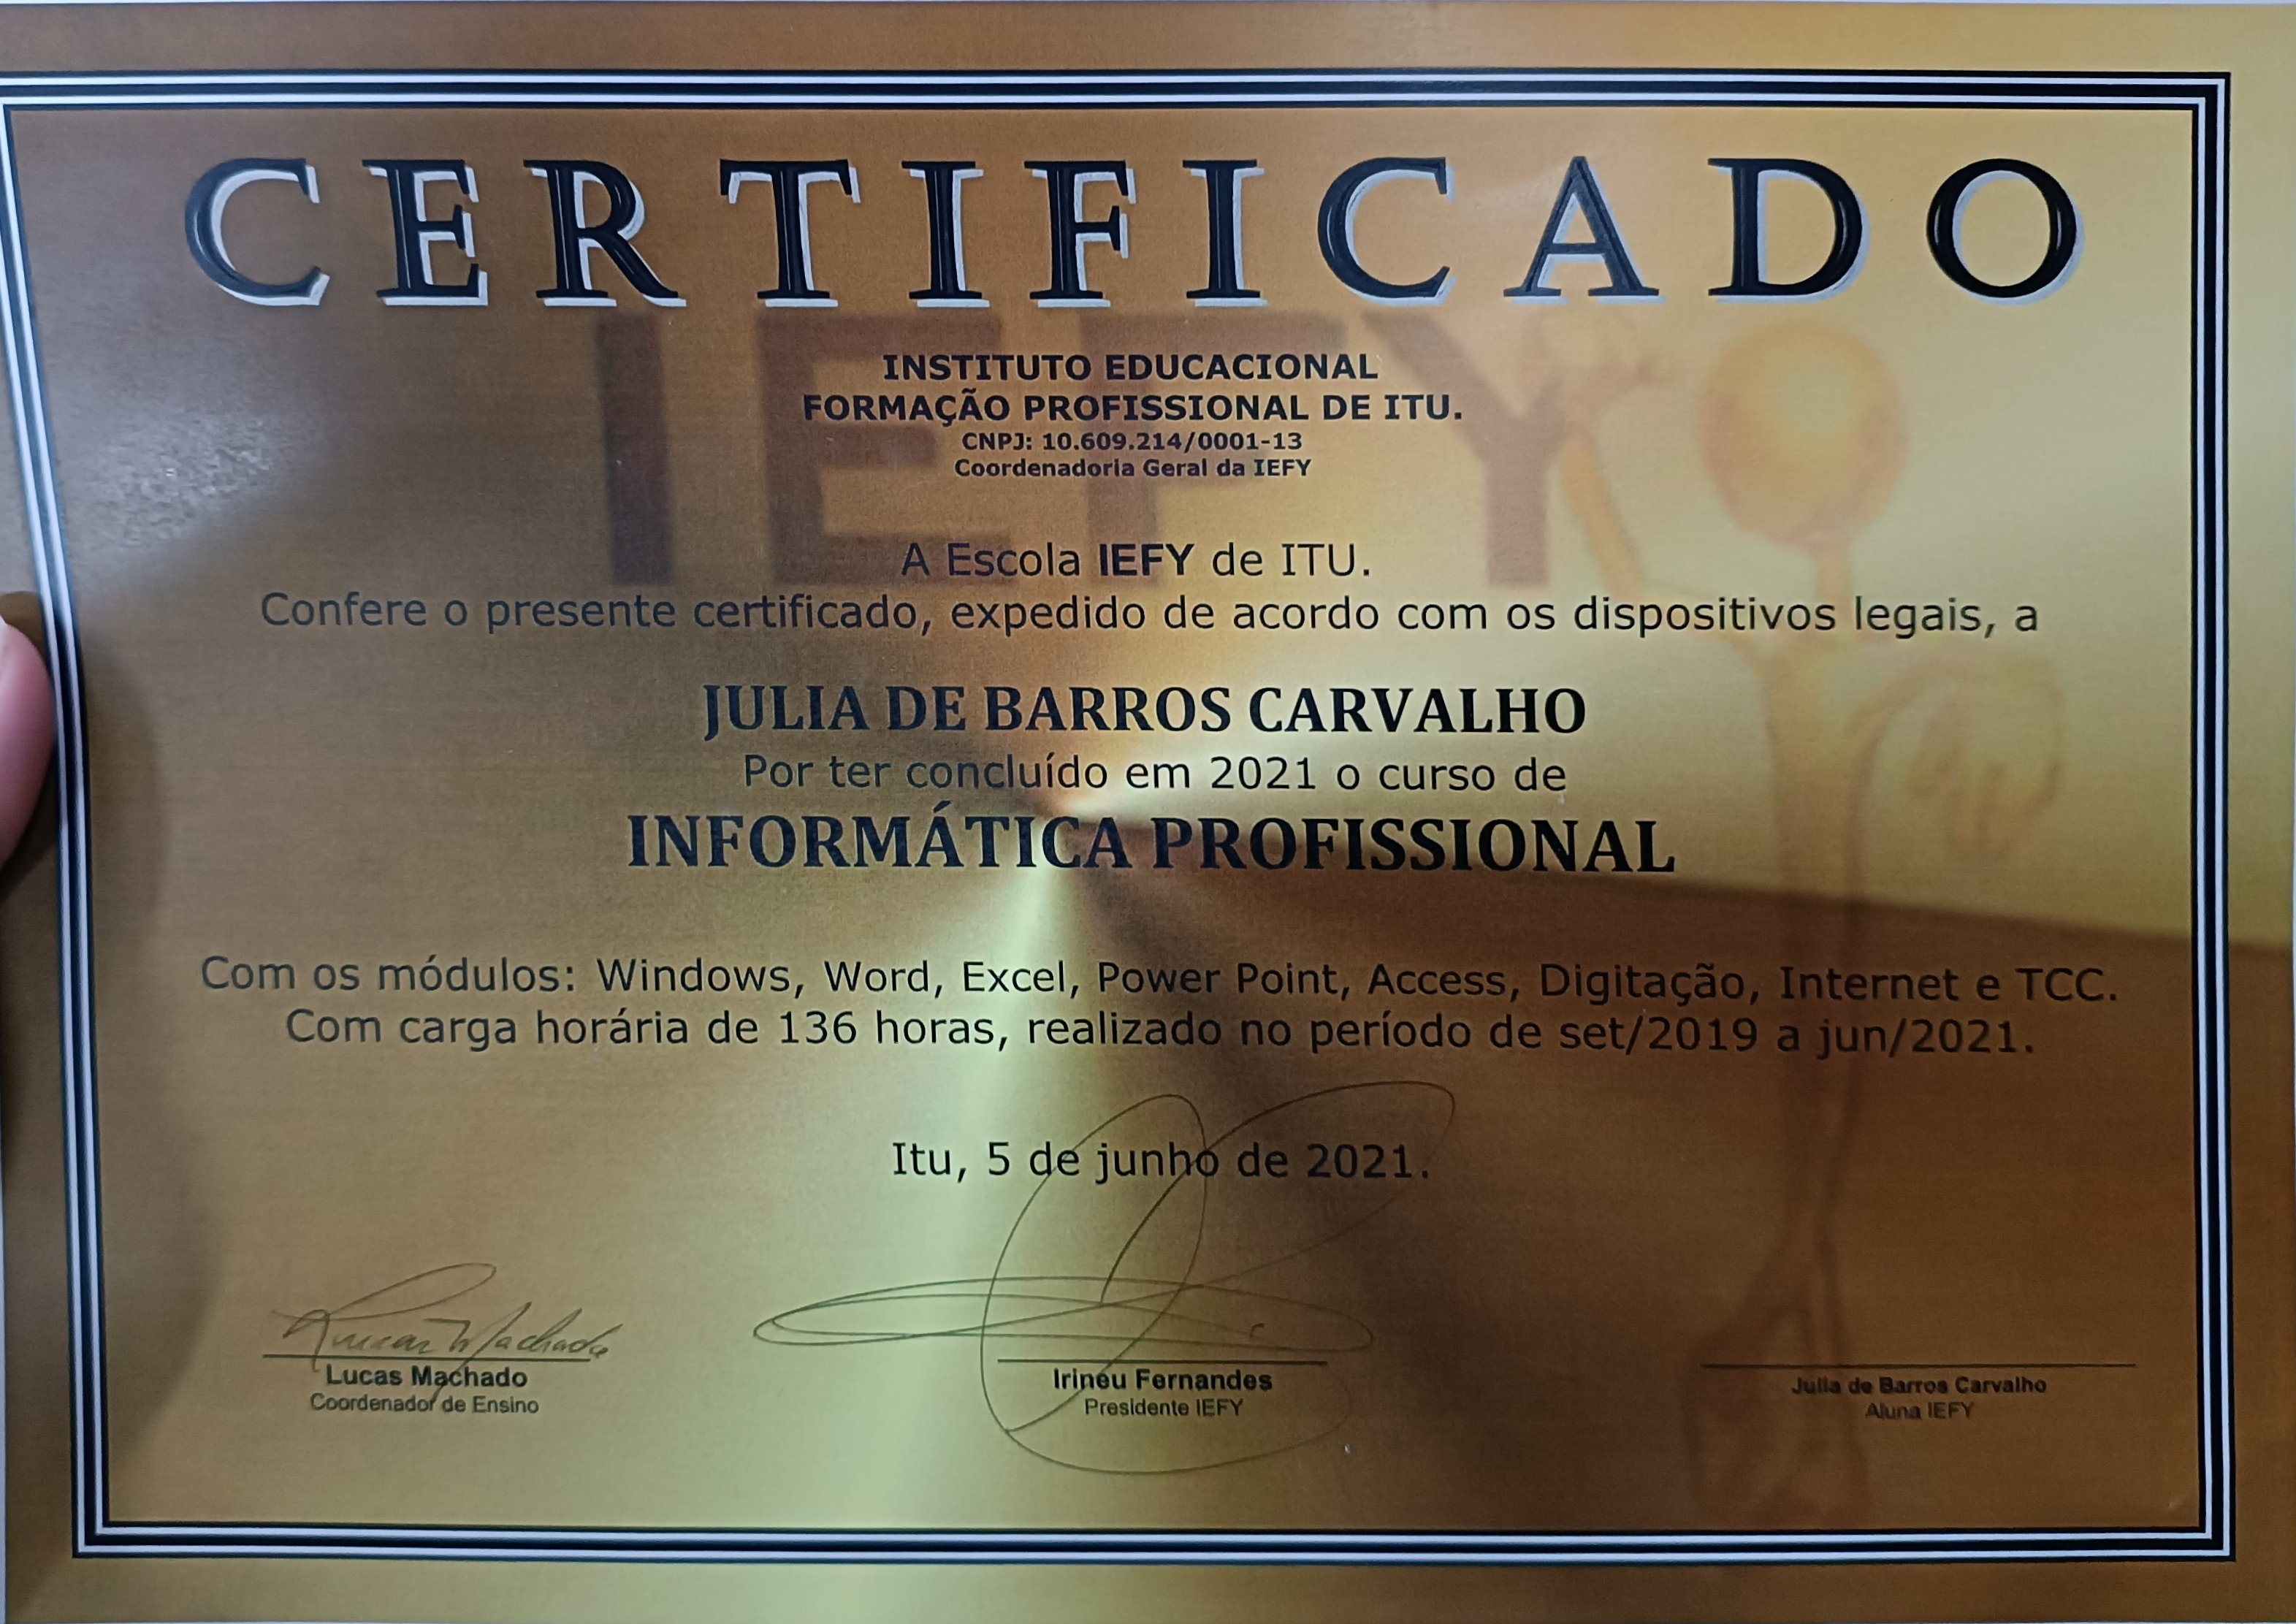 CERTIFICADO
IEFY
INSTITUTO EDUCACIONAL
FORMAÇÃO PROFISSIONAL DE ITU.
CNPJ: 10.609.214/0001-13
Coordenadoria Geral da IEFY
A Escola IEFY de ITU.
Confere o presente certificado, expedido de acordo com os dispositivos legais, a
JULIA DE BARROS CARVALHO
Por ter concluído em 2021 o curso de
INFORMÁTICA PROFISSIONAL
Com os módulos: Windows, Word, Excel, Power Point, Access, Digitação, Internet e TCC.
Com carga horária de 136 horas, realizado no período de set/2019 a jun/2021.
Itu, 5 de junho de 2021.
Lucas Machado
Lucas Machado
Coordenador de Ensino
Irineu Fernandes
Presidente IEFY
Julia de Barros Carvalho
Aluna IEFY